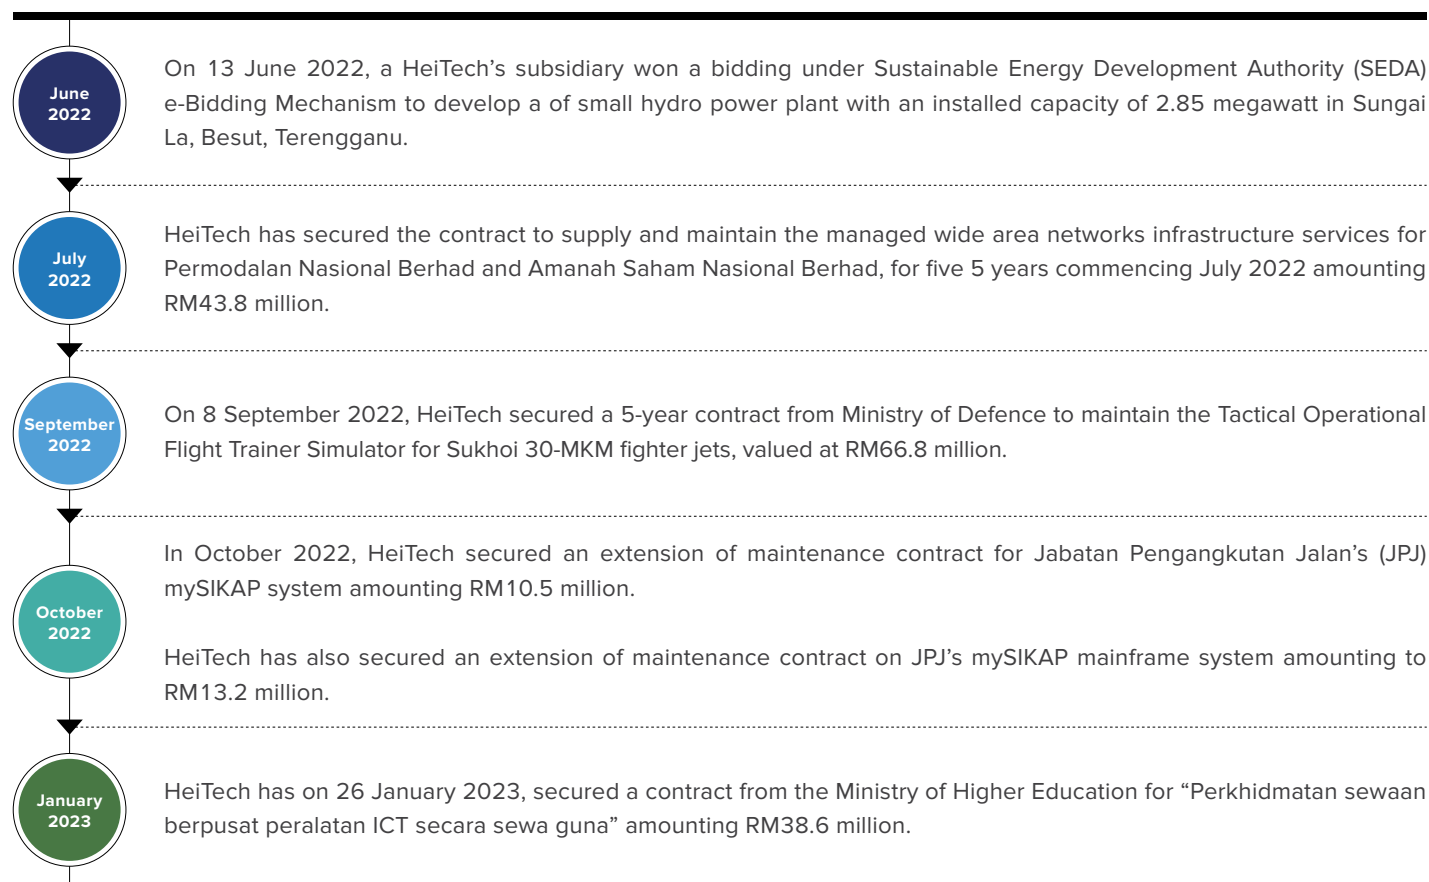 June
2022
On 13 June 2022, a HeiTech’s subsidiary won a bidding under Sustainable Energy Development Authority (SEDA)
e-Bidding Mechanism to develop a of small hydro power plant with an installed capacity of 2.85 megawatt in Sungai
La, Besut, Terengganu.
July
2022
HeiTech has secured the contract to supply and maintain the managed wide area networks infrastructure services for
Permodalan Nasional Berhad and Amanah Saham Nasional Berhad, for five 5 years commencing July 2022 amounting
RM43.8 million.
September
2022
On 8 September 2022, HeiTech secured a 5-year contract from Ministry of Defence to maintain the Tactical Operational
Flight Trainer Simulator for Sukhoi 30-MKM fighter jets, valued at RM66.8 million.
October
2022
In October 2022, HeiTech secured an extension of maintenance contract for Jabatan Pengangkutan Jalan’s (JPJ)
mySIKAP system amounting RM10.5 million.
HeiTech has also secured an extension of maintenance contract on JPJ’s mySIKAP mainframe system amounting to
RM13.2 million.
January
2023
HeiTech has on 26 January 2023, secured a contract from the Ministry of Higher Education for “Perkhidmatan sewaan
berpusat peralatan ICT secara sewa guna” amounting RM38.6 million.